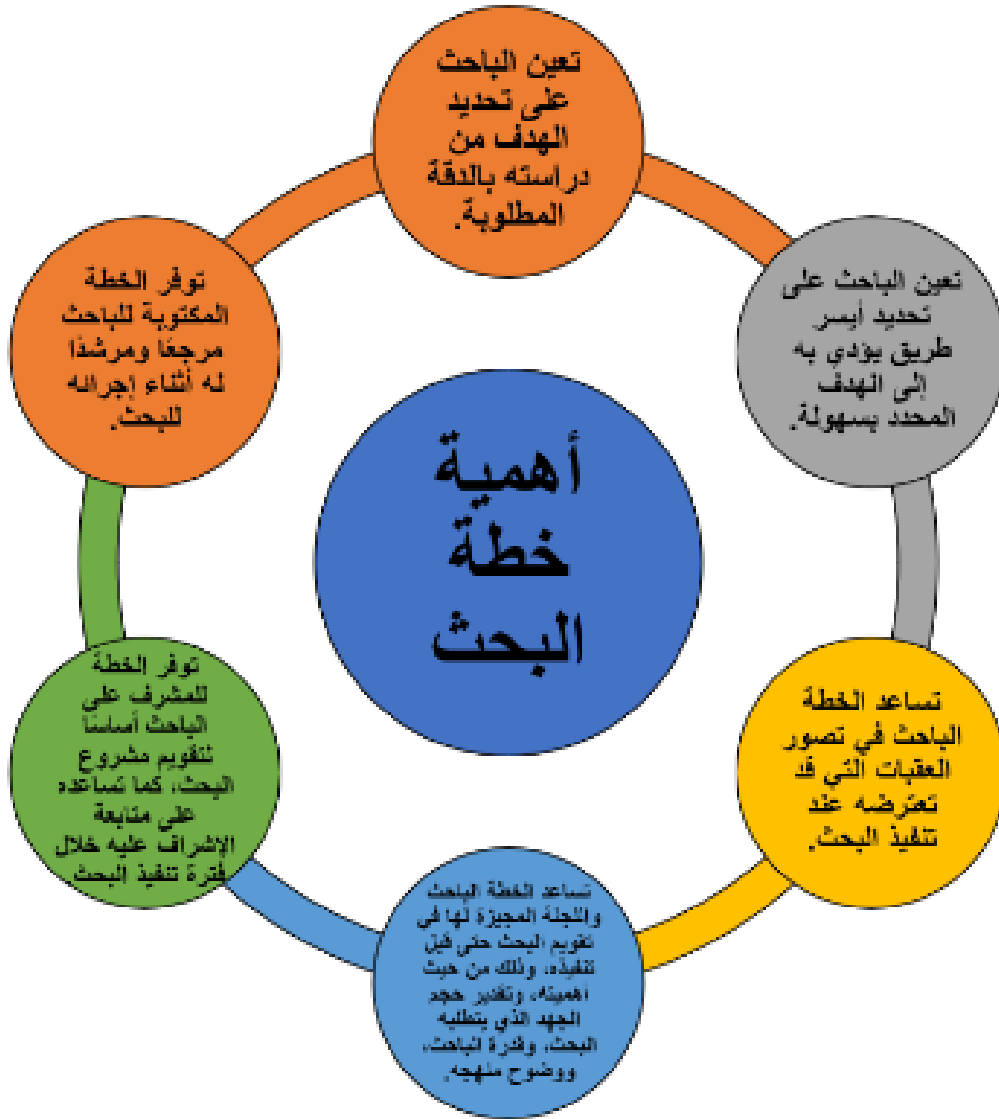 تعين الباحث
على تحديد
الهدف من
دراسته بالدقة
المطلوبة.
تعين الباحث على
تحديد أيسر
طريق يؤدي به
إلى الهدف
المحدد بسهولة.
تساعد الخطة
الباحث في تصور
العقبات التي قد
تعترضه عند
تنفيذ البحث.
تساعد الخطة الباحث
واللجنة المجيزة لها في
تقويم البحث حتى قبل
تنفيذه، وذلك من حيث
أهميته، وتقدير حجم
الجهد الذي يتطلبه
البحث، وقدرة الباحث،
ووضوح منهجه.
توفر الخطة
للمشرف على
الباحث أساسًا
لتقويم مشروع
البحث، كما تساعده
على متابعة
الإشراف عليه خلال
فترة تنفيذ البحث
توفر الخطة
المكتوبة للباحث
مرجعًا ومرشدًا
له أثناء إجرائه
للبحث.
أهمية
خطة
البحث